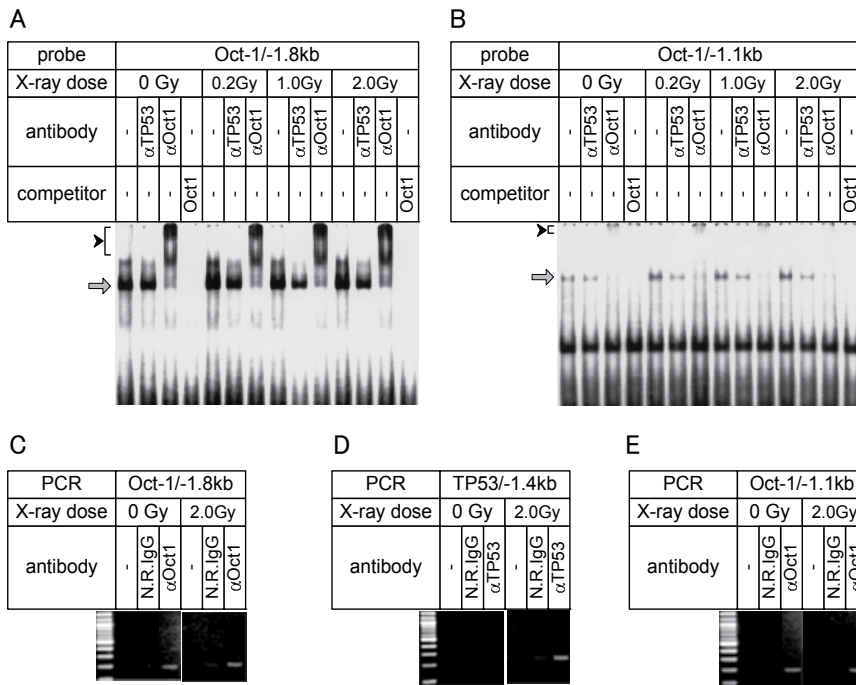 A
probe Oct-1/-1.8kb
X-ray dose 0 Gy 0.2Gy 1.0Gy 2.0Gy
antibody - αTP53 αOct1 - - αTP53 αOct1 - αTP53 αOct1 - αTP53 αOct1 -
competitor - - - Oct1 - - - - - - - - - Oct1
B
probe Oct-1/-1.1kb
X-ray dose 0 Gy 0.2Gy 1.0Gy 2.0Gy
antibody - αTP53 αOct1 - - αTP53 αOct1 - αTP53 αOct1 - αTP53 αOct1 -
competitor - - - Oct1 - - - - - - - - - Oct1
C
PCR Oct-1/-1.8kb
X-ray dose 0 Gy 2.0Gy
antibody - N.R.IgG αOct1 - N.R.IgG αOct1
D
PCR TP53/-1.4kb
X-ray dose 0 Gy 2.0Gy
antibody - N.R.IgG αTP53 - N.R.IgG αTP53
E
PCR Oct-1/-1.1kb
X-ray dose 0 Gy 2.0Gy
antibody - N.R.IgG αOct1 - N.R.IgG αOct1